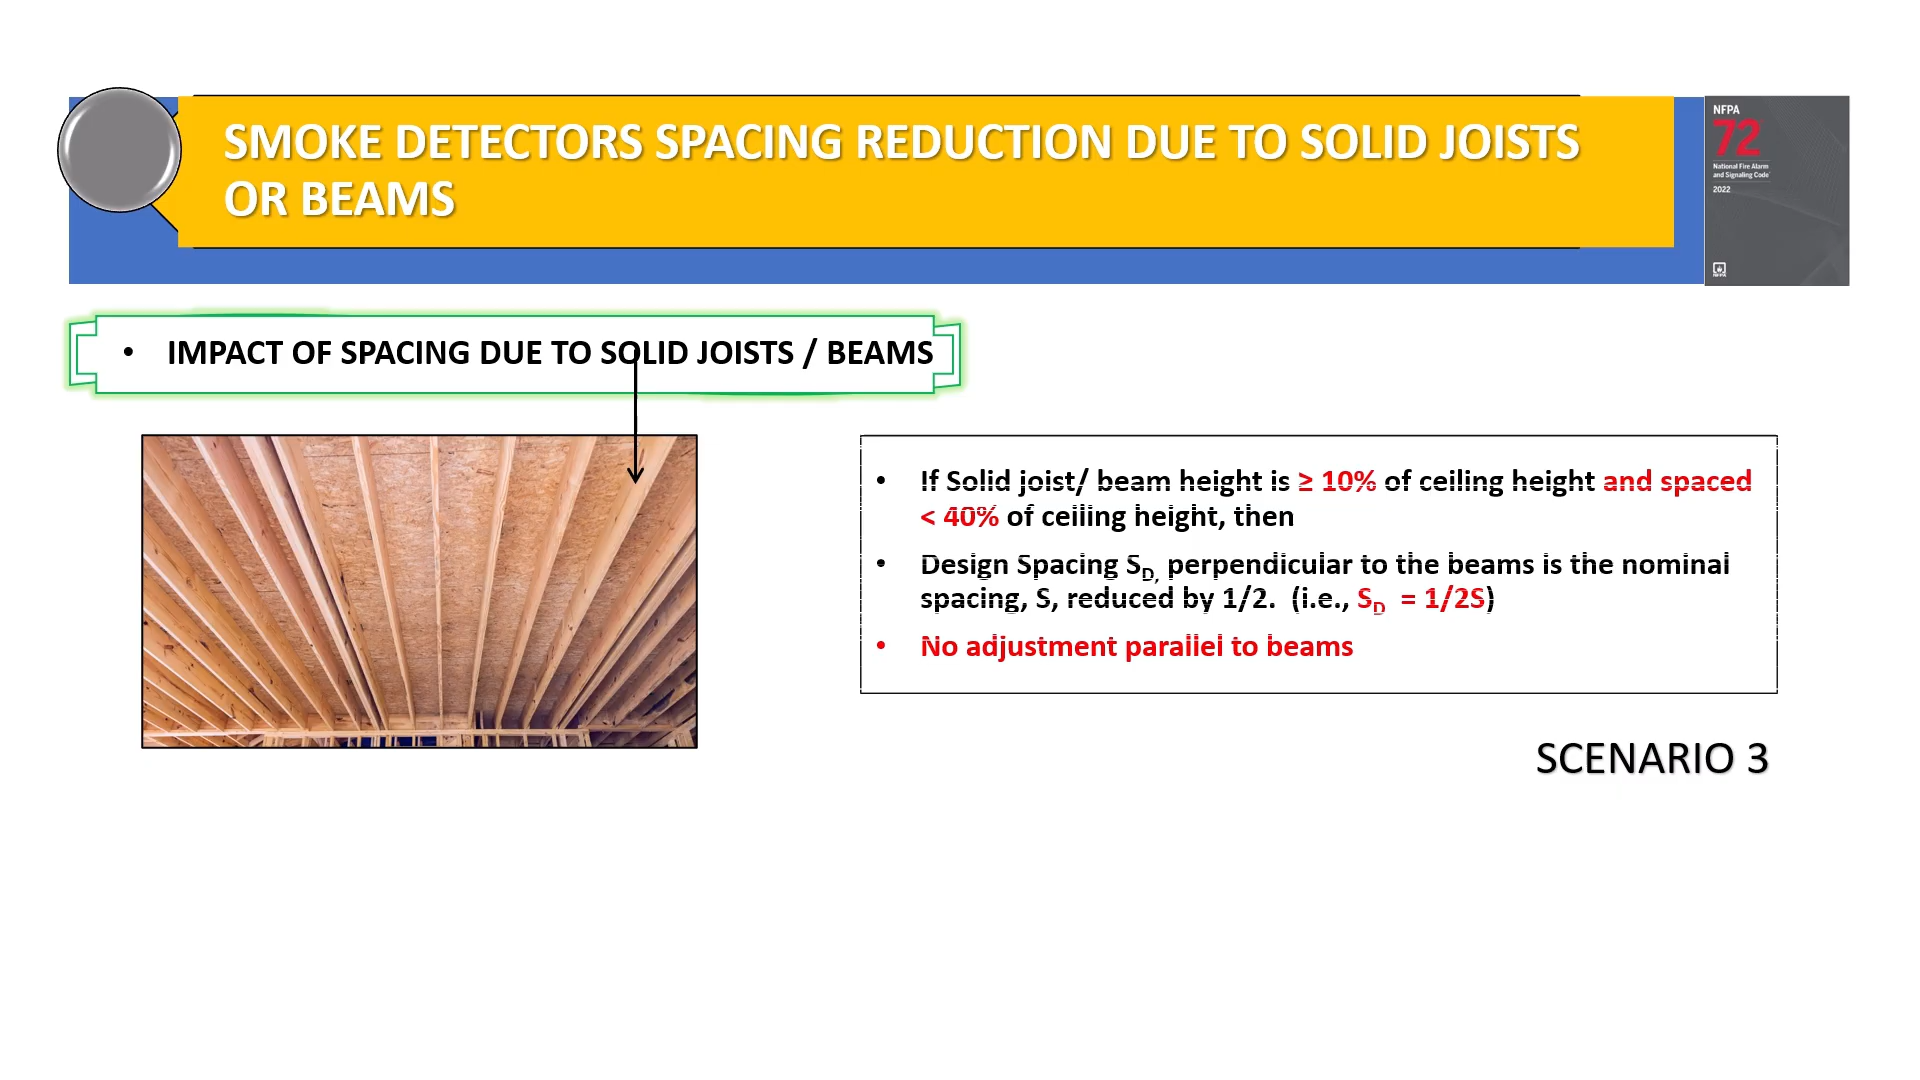 SMOKE DETECTORS SPACING REDUCTION DUE TO SOLID JOISTS
OR BEAMS
NFPA
72
National Fire Alarm
and Signaling Code
2022
NFPA
• IMPACT OF SPACING DUE TO SOLID JOISTS / BEAMS
• If Solid joist/ beam height is ≥ 10% of ceiling height and spaced
< 40% of ceiling height, then
• Design Spacing SD, perpendicular to the beams is the nominal
spacing, S, reduced by 1/2. (i.e., SD = 1/2S)
• No adjustment parallel to beams
SCENARIO 3